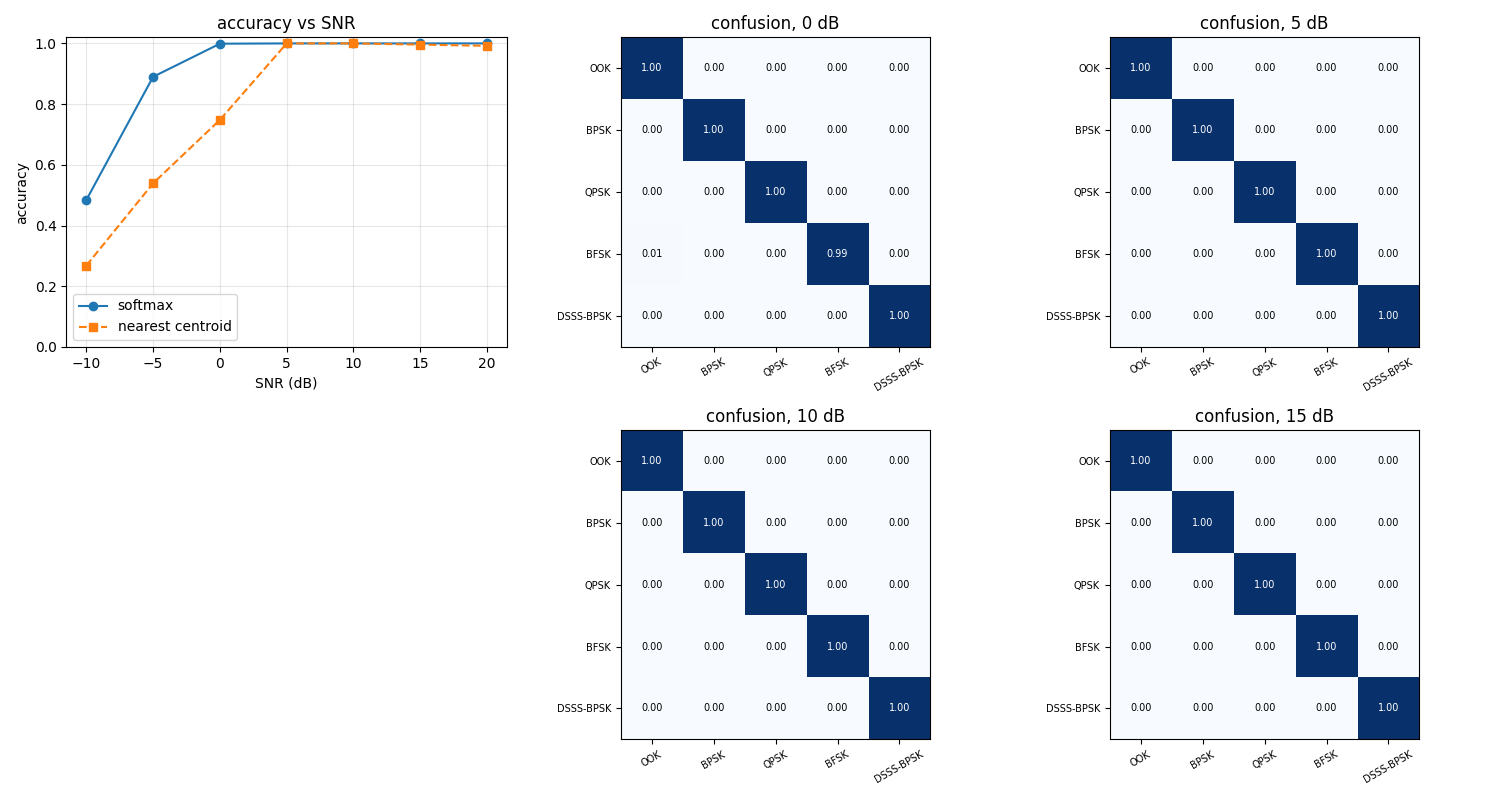 accuracy vs SNR
1.0
0.8
0.6
0.4
0.2
0.0
accuracy
softmax
nearest centroid
−10 −5 0 5 10 15 20
SNR (dB)
confusion, 0 dB
OOK 1.00 0.00 0.00 0.00 0.00
BPSK 0.00 1.00 0.00 0.00 0.00
QPSK 0.00 0.00 1.00 0.00 0.00
BFSK 0.01 0.00 0.00 0.99 0.00
DSSS-BPSK 0.00 0.00 0.00 0.00 1.00
OOK BPSK QPSK BFSK DSSS-BPSK
confusion, 5 dB
OOK 1.00 0.00 0.00 0.00 0.00
BPSK 0.00 1.00 0.00 0.00 0.00
QPSK 0.00 0.00 1.00 0.00 0.00
BFSK 0.00 0.00 0.00 1.00 0.00
DSSS-BPSK 0.00 0.00 0.00 0.00 1.00
OOK BPSK QPSK BFSK DSSS-BPSK
confusion, 10 dB
OOK 1.00 0.00 0.00 0.00 0.00
BPSK 0.00 1.00 0.00 0.00 0.00
QPSK 0.00 0.00 1.00 0.00 0.00
BFSK 0.00 0.00 0.00 1.00 0.00
DSSS-BPSK 0.00 0.00 0.00 0.00 1.00
OOK BPSK QPSK BFSK DSSS-BPSK
confusion, 15 dB
OOK 1.00 0.00 0.00 0.00 0.00
BPSK 0.00 1.00 0.00 0.00 0.00
QPSK 0.00 0.00 1.00 0.00 0.00
BFSK 0.00 0.00 0.00 1.00 0.00
DSSS-BPSK 0.00 0.00 0.00 0.00 1.00
OOK BPSK QPSK BFSK DSSS-BPSK